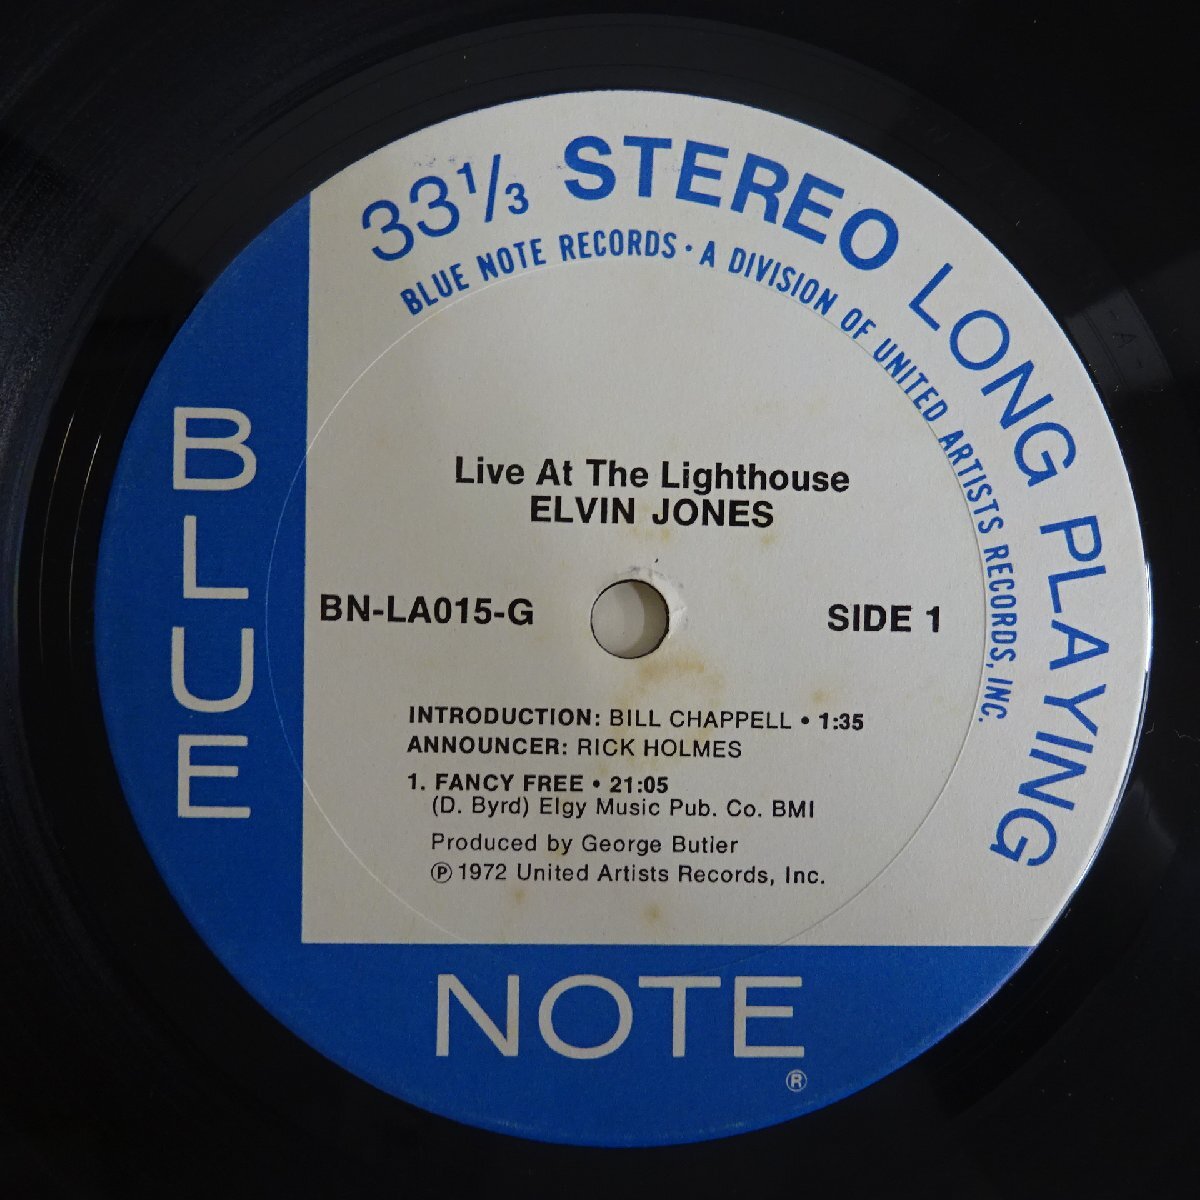 33 1/3 STEREO LONG PLAYING
BLUE NOTE RECORDS · A DIVISION OF UNITED ARTISTS RECORDS, INC.
Live At The Lighthouse
ELVIN JONES
BN-LA015-G
SIDE 1
INTRODUCTION: BILL CHAPPELL • 1:35
ANNOUNCER: RICK HOLMES
1. FANCY FREE • 21:05
(D. Byrd) Elgy Music Pub. Co. BMI
Produced by George Butler
Ⓟ 1972 United Artists Records, Inc.
BLUE
NOTE
®